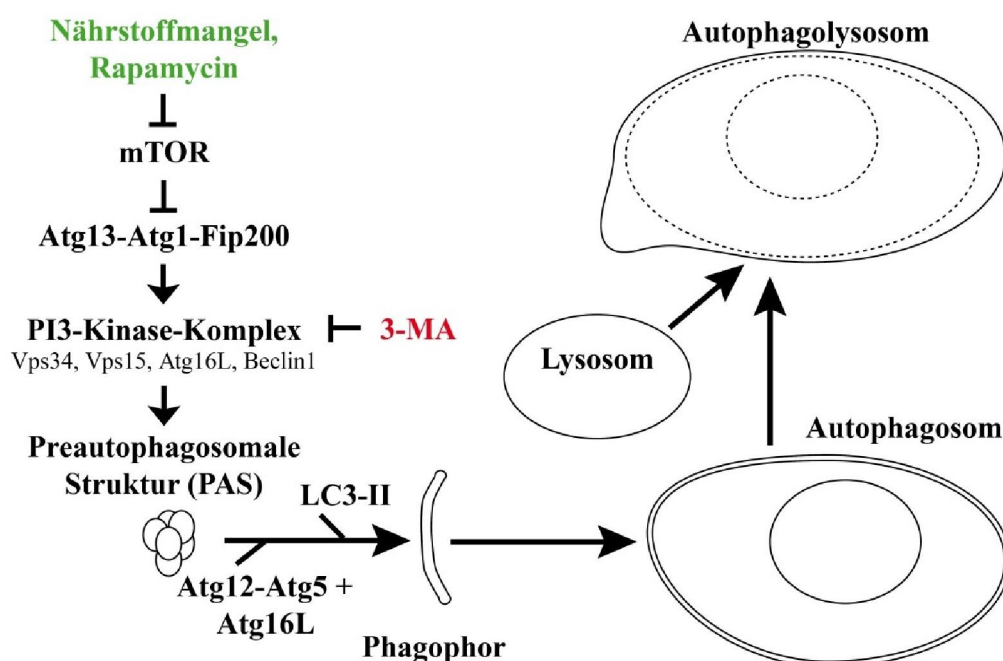 Nährstoffmangel,
Rapamycin
mTOR
Atg13-Atg1-Fip200
PI3-Kinase-Komplex
Vps34, Vps15, Atg16L, Beclin1
3-MA
Preautophagosomale
Struktur (PAS)
LC3-II
Atg12-Atg5 +
Atg16L
Phagophor
Autophagosom
Lysosom
Autophagolysosom